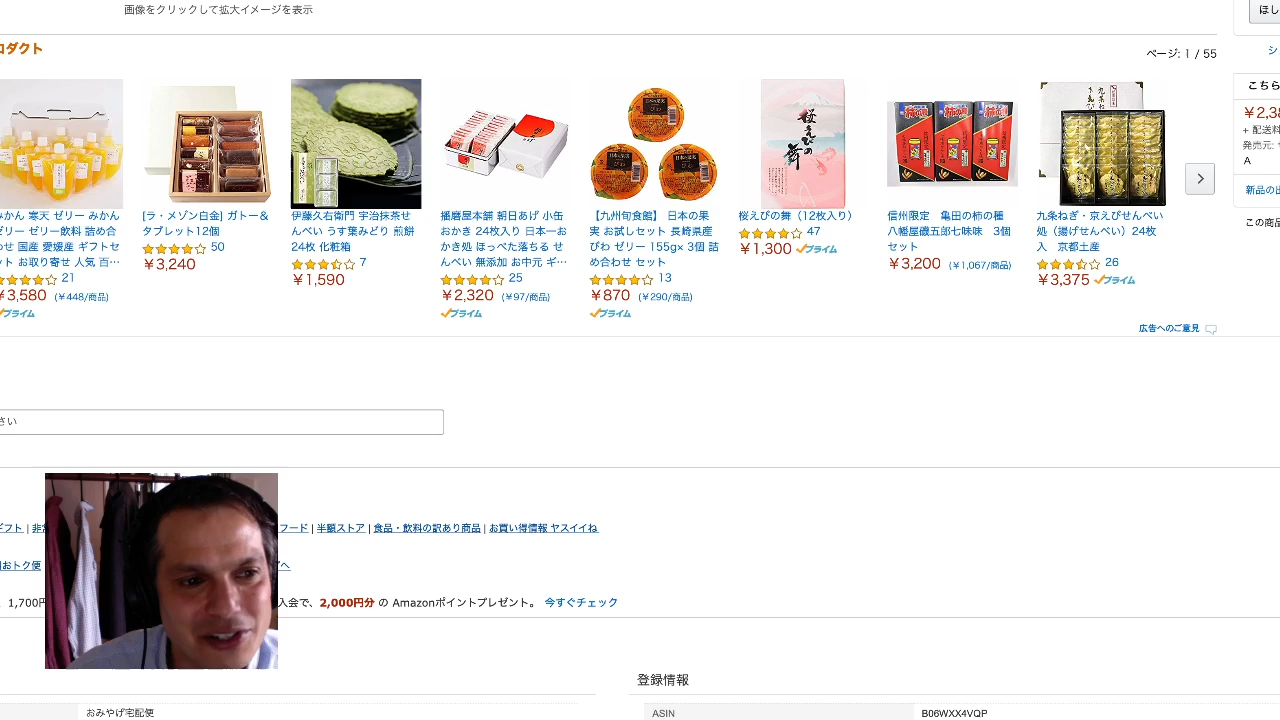 画像をクリックして拡大イメージを表示
ほし
ロダクト
ページ: 1 / 55
シ
こちら
￥2,38
+ 配送料
発売元:
A
新品の出
この商品
みかん 寒天 ゼリー みかん
ゼリー ゼリー飲料 詰め合
わせ 国産 愛媛産 ギフトセ
ット お取り寄せ 人気 百…
21
￥3,580 (￥448/商品)
プライム
[ラ・メゾン白金] ガトー＆
タブレット12個
50
￥3,240
伊藤久右衛門 宇治抹茶せ
んべい うす葉みどり 煎餅
24枚 化粧箱
7
￥1,590
播磨屋本舗 朝日あげ 小缶
おかき 24枚入り 日本一お
かき処 ほっぺた落ちる せ
んべい 無添加 お中元 ギ…
25
￥2,320 (￥97/商品)
プライム
【九州旬食館】 日本の果
実 お試しセット 長崎県産
びわ ゼリー 155g× 3個 詰
め合わせ セット
13
￥870 (￥290/商品)
プライム
桜えびの舞
桜えびの舞（12枚入り）
47
￥1,300 プライム
信州限定 亀田の柿の種
八幡屋礒五郎七味味 3個
セット
￥3,200 (￥1,067/商品)
九条ねぎ・京えびせんべい
処（揚げせんべい）24枚
入 京都土産
26
￥3,375 プライム
広告へのご意見
さい
ギフト | 非常
フード | 半額ストア | 食品・飲料の訳あり商品 | お買い得情報 ヤスイイね
おトク便
へ
1,700円
入会で、2,000円分 の Amazonポイントプレゼント。 今すぐチェック
登録情報
おみやげ宅配便
ASIN B06WXX4VQP